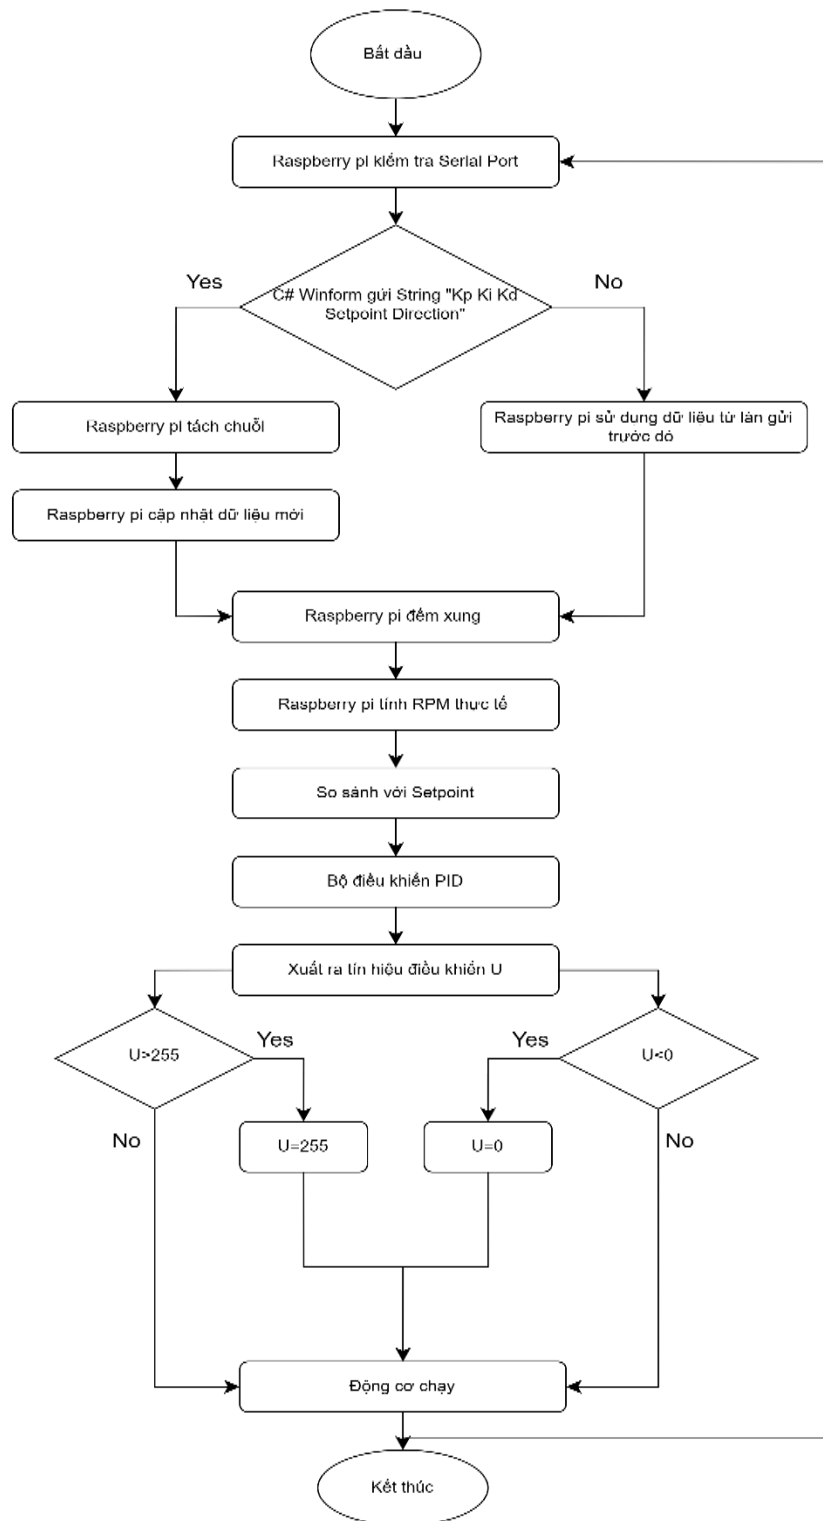 Bắt đầu
Raspberry pi kiểm tra Serial Port
C# Winform gửi String "Kp Ki Kd
Setpoint Direction"
Yes
No
Raspberry pi tách chuỗi
Raspberry pi sử dụng dữ liệu từ lần gửi
trước đó
Raspberry pi cập nhật dữ liệu mới
Raspberry pi đếm xung
Raspberry pi tính RPM thực tế
So sánh với Setpoint
Bộ điều khiển PID
Xuất ra tín hiệu điều khiển U
U>255
Yes
Yes
U<0
No
U=255
U=0
No
Động cơ chạy
Kết thúc